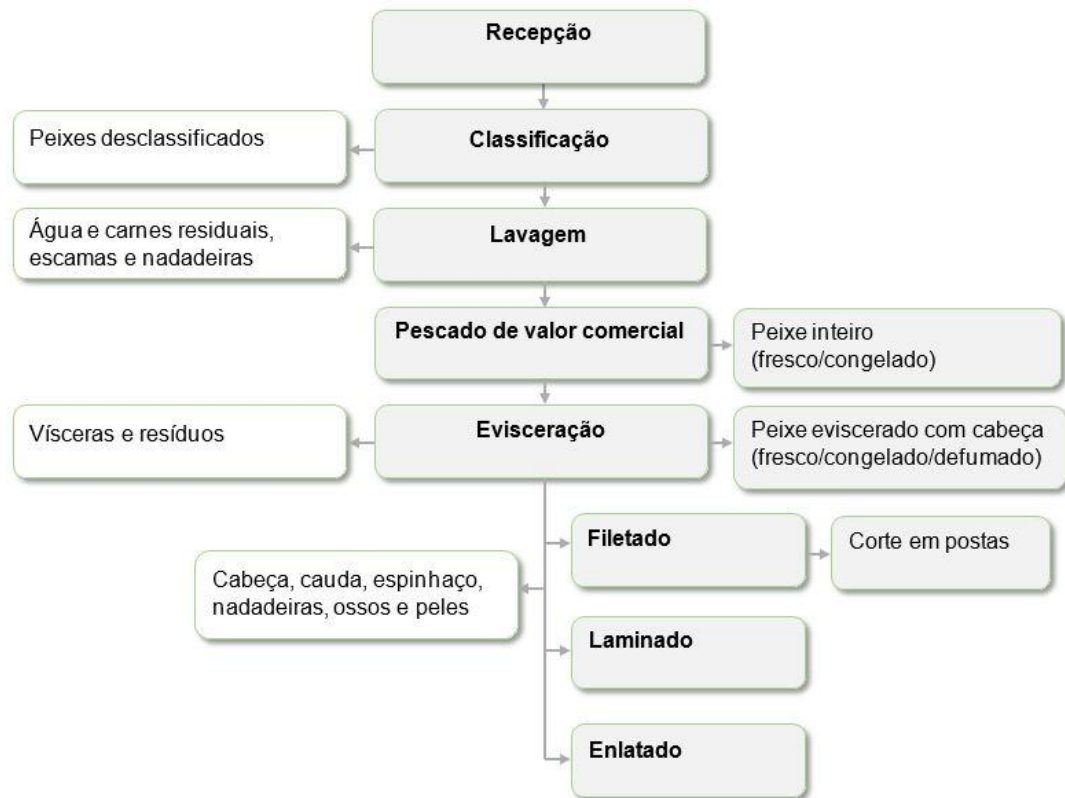 Recepção
Peixes desclassificados
Classificação
Água e carnes residuais,
escamas e nadadeiras
Lavagem
Pescado de valor comercial
Peixe inteiro
(fresco/congelado)
Vísceras e resíduos
Evisceração
Peixe eviscerado com cabeça
(fresco/congelado/defumado)
Filetado
Corte em postas
Cabeça, cauda, espinhaço,
nadadeiras, ossos e peles
Laminado
Enlatado